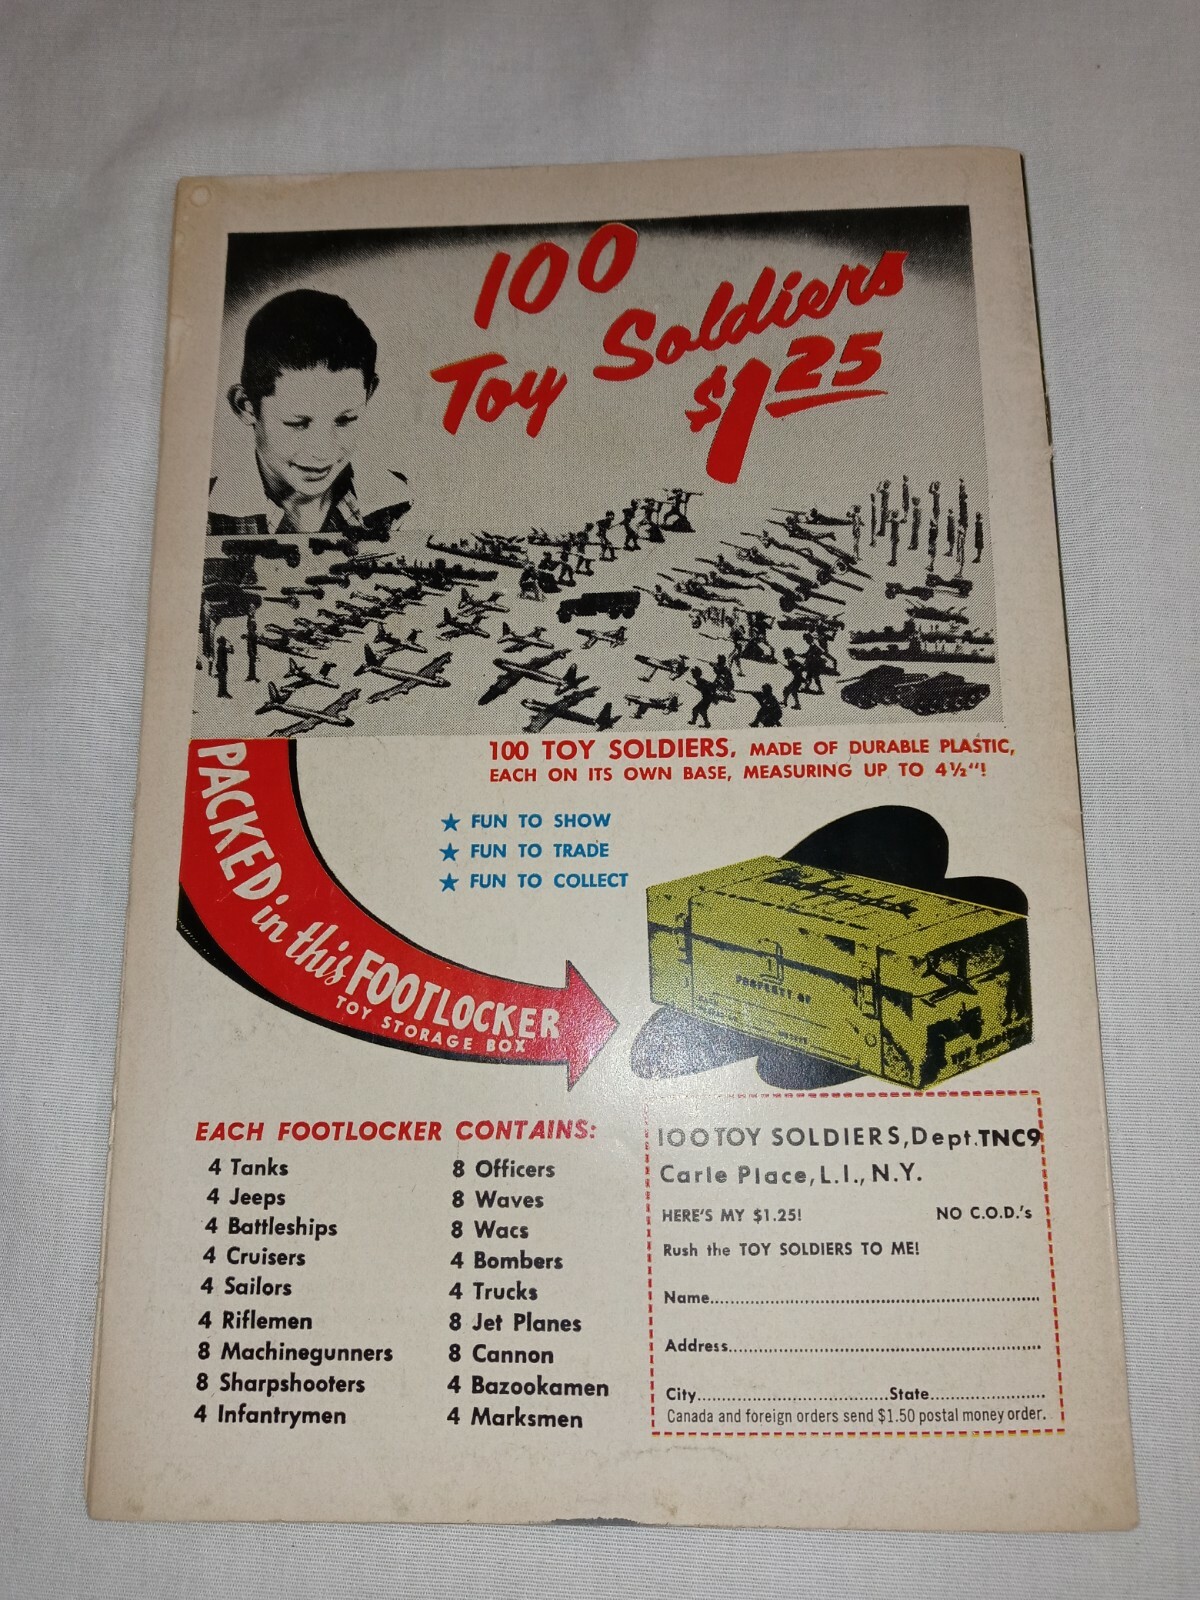 100
Toy Soldiers
$1.25
100 TOY SOLDIERS, MADE OF DURABLE PLASTIC,
EACH ON ITS OWN BASE, MEASURING UP TO 4½"!
★ FUN TO SHOW
★ FUN TO TRADE
★ FUN TO COLLECT
PACKED in this FOOTLOCKER
TOY STORAGE BOX
PROPERTY OF
EACH FOOTLOCKER CONTAINS:
4 Tanks
4 Jeeps
4 Battleships
4 Cruisers
4 Sailors
4 Riflemen
8 Machinegunners
8 Sharpshooters
4 Infantrymen
8 Officers
8 Waves
8 Wacs
4 Bombers
4 Trucks
8 Jet Planes
8 Cannon
4 Bazookamen
4 Marksmen
100 TOY SOLDIERS, Dept. TNC9
Carle Place, L.I., N.Y.
HERE'S MY $1.25! NO C.O.D.'s
Rush the TOY SOLDIERS TO ME!
Name
Address
City State
Canada and foreign orders send $1.50 postal money order.